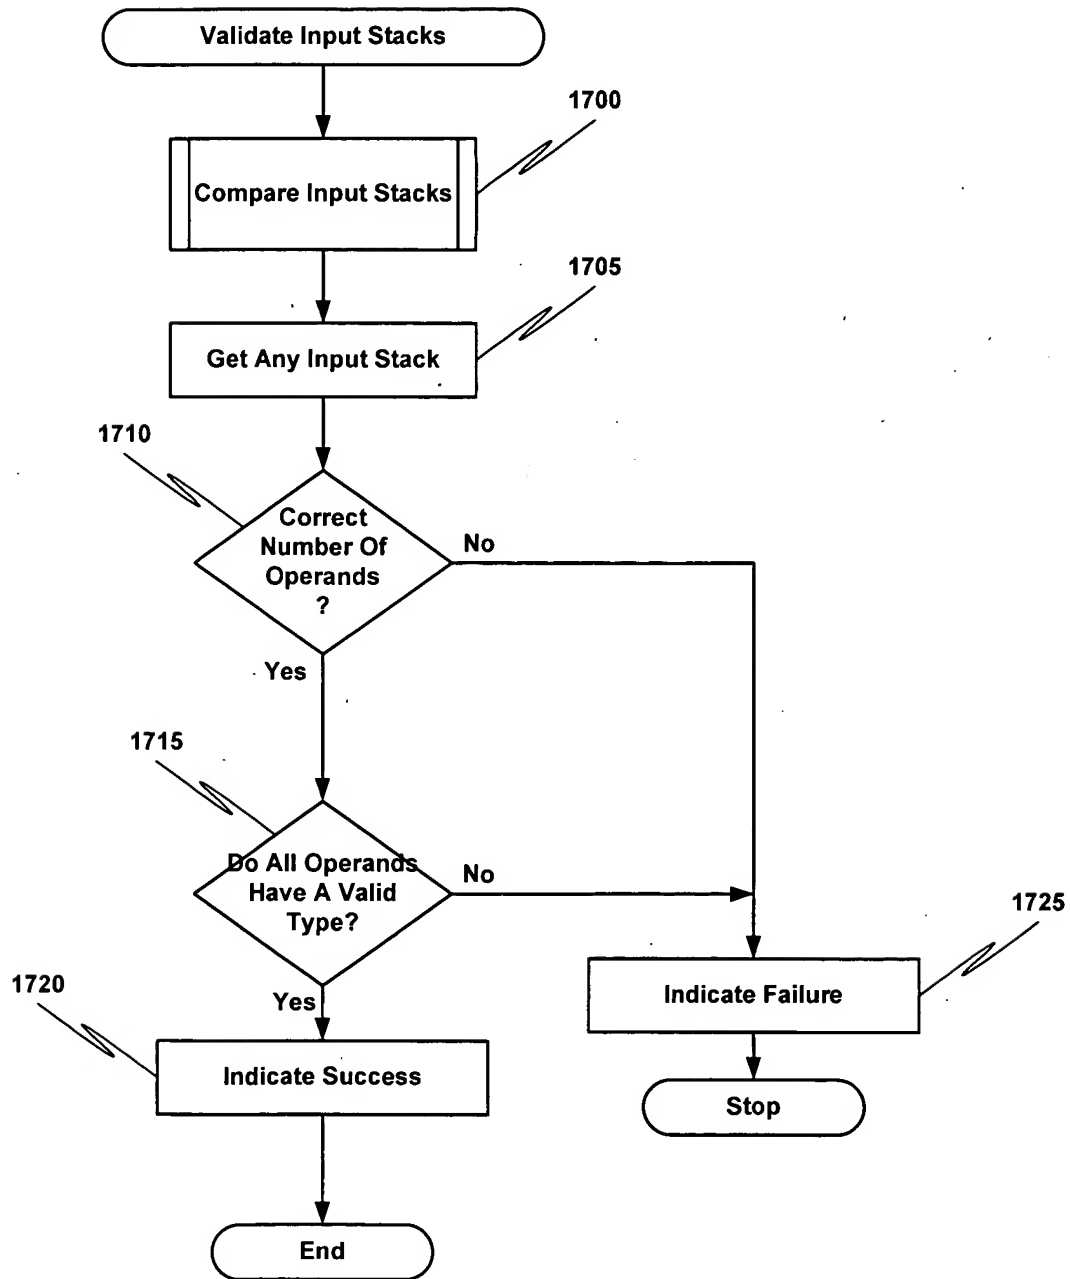 Validate Input Stacks
1700
Compare Input Stacks
1705
Get Any Input Stack
1710
Correct
Number Of
Operands
?
No
Yes
1715
Do All Operands
Have A Valid
Type?
No
1725
1720
Yes
Indicate Failure
Indicate Success
Stop
End